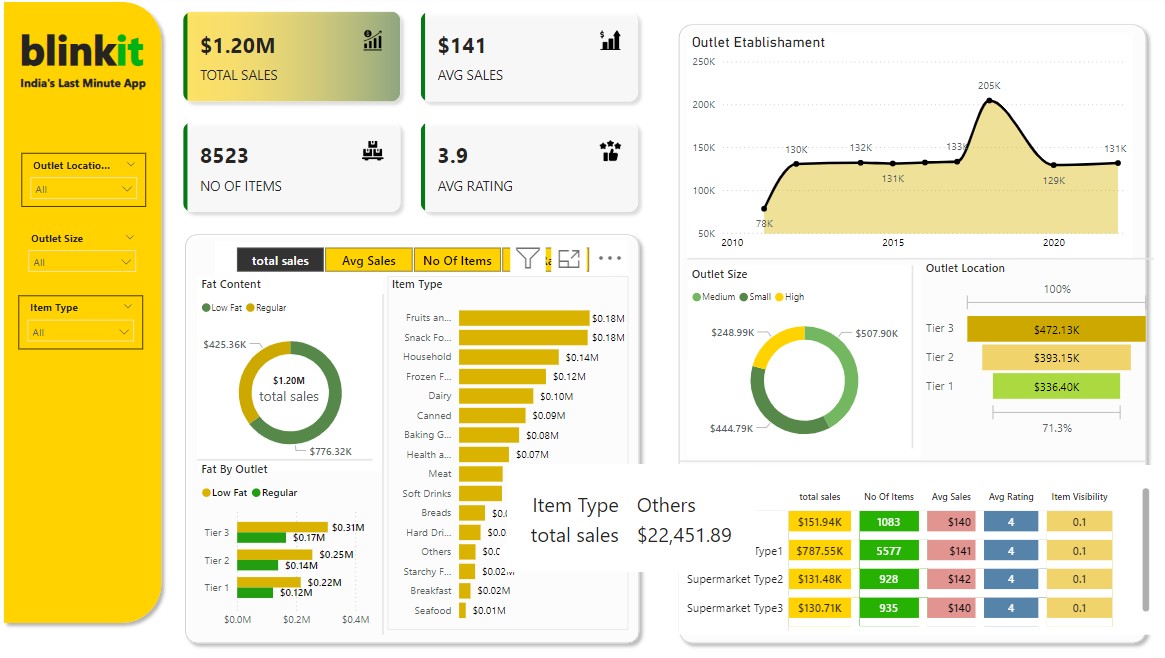 blinkit
India's Last Minute App
Outlet Locatio...
All
Outlet Size
All
Item Type
All
$1.20M
TOTAL SALES
$141
AVG SALES
8523
NO OF ITEMS
3.9
AVG RATING
total sales Avg Sales No Of Items
Fat Content
Low Fat Regular
$425.36K
$1.20M
total sales
$776.32K
Fat By Outlet
Low Fat Regular
Tier 3 $0.31M
$0.17M
Tier 2 $0.25M
$0.14M
Tier 1 $0.22M
$0.12M
$0.0M $0.2M $0.4M
Item Type
Fruits an... $0.18M
Snack Fo... $0.18M
Household $0.14M
Frozen F... $0.12M
Dairy $0.10M
Canned $0.09M
Baking G... $0.08M
Health a... $0.07M
Meat
Soft Drinks
Breads
Hard Dri...
Others
Starchy F... $0.02M
Breakfast $0.02M
Seafood $0.01M
Item Type Others
total sales $22,451.89
Outlet Etablishament
250K
200K
150K
100K
50K
78K
130K
132K
131K
133K
205K
129K
131K
2010 2015 2020
Outlet Size
Medium Small High
$248.99K
$507.90K
$444.79K
Outlet Location
100%
Tier 3 $472.13K
Tier 2 $393.15K
Tier 1 $336.40K
71.3%
total sales No Of Items Avg Sales Avg Rating Item Visibility
$151.94K 1083 $140 4 0.1
Type1 $787.55K 5577 $141 4 0.1
Supermarket Type2 $131.48K 928 $142 4 0.1
Supermarket Type3 $130.71K 935 $140 4 0.1